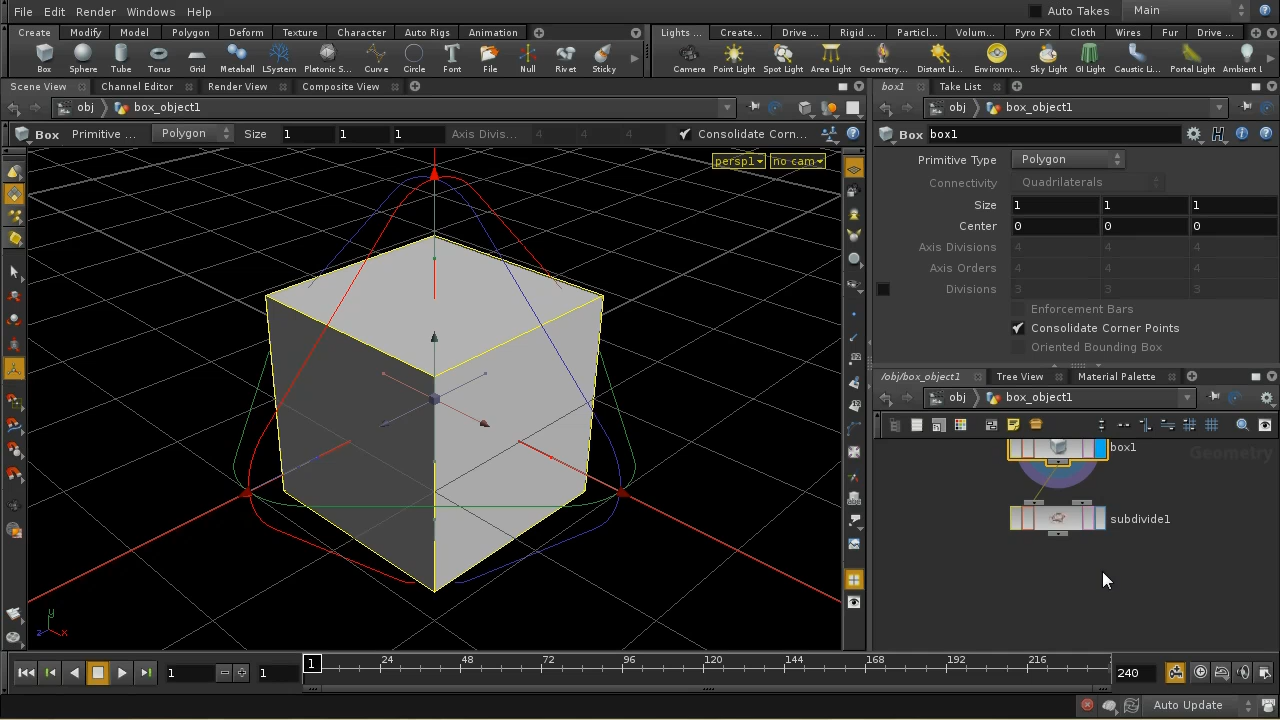 File Edit Render Windows Help Auto Takes Main
Create Modify Model Polygon Deform Texture Character Auto Rigs Animation Lights ... Create... Drive ... Rigid ... Particl... Volum... Pyro FX Cloth Wires Fur Drive ...
Box Sphere Tube Torus Grid Metaball LSystem Platonic S... Curve Circle Font File Null Rivet Sticky Camera Point Light Spot Light Area Light Geometry... Distant Li... Environm... Sky Light GI Light Caustic Li... Portal Light Ambient L
Scene View Channel Editor Render View Composite View box1 Take List
obj box_object1 obj box_object1
Box Primitive ... Polygon Size 1 1 1 Axis Divis... 4 4 4 Consolidate Corn... Box box1
persp1 no cam
Primitive Type Polygon
Connectivity Quadrilaterals
Size 1 1 1
Center 0 0 0
Axis Divisions 4 4 4
Axis Orders 4 4 4
Divisions 3 3 3
Enforcement Bars
Consolidate Corner Points
Oriented Bounding Box
/obj/box_object1 Tree View Material Palette
obj box_object1
box1 Geometry
subdivide1
y
z x
1 1 1 24 48 72 96 120 144 168 192 216 240
Auto Update